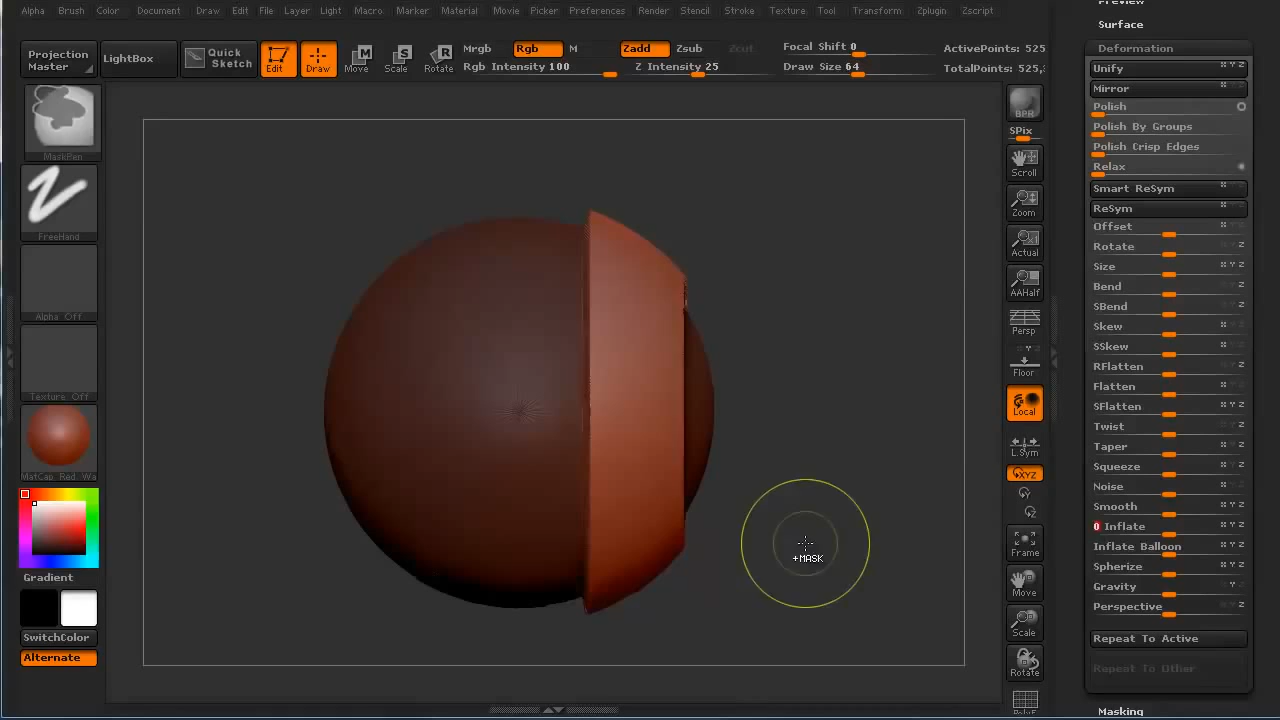 Alpha Brush Color Document Draw Edit File Layer Light Macro Marker Material Movie Picker Preferences Render Stencil Stroke Texture Tool Transform Zplugin Zscript
Projection Master
LightBox
Quick Sketch
Edit
Draw
Move
Scale
Rotate
Mrgb Rgb M
Rgb Intensity 100
Zadd Zsub Zcut
Z Intensity 25
Focal Shift 0
Draw Size 64
ActivePoints: 525
TotalPoints: 525,
MaskPen
FreeHand
Alpha Off
Texture Off
MatCap Red Wa
Gradient
SwitchColor
Alternate
+MASK
BPR
SPix
Scroll
Zoom
Actual
AAHalf
Persp
Floor
Local
L.Sym
XYZ
Frame
Move
Scale
Rotate
Surface
Deformation
Unify
Mirror
Polish
Polish By Groups
Polish Crisp Edges
Relax
Smart ReSym
ReSym
Offset
Rotate
Size
Bend
SBend
Skew
SSkew
RFlatten
Flatten
SFlatten
Twist
Taper
Squeeze
Noise
Smooth
0 Inflate
Inflate Balloon
Spherize
Gravity
Perspective
Repeat To Active
Repeat To Other
Masking